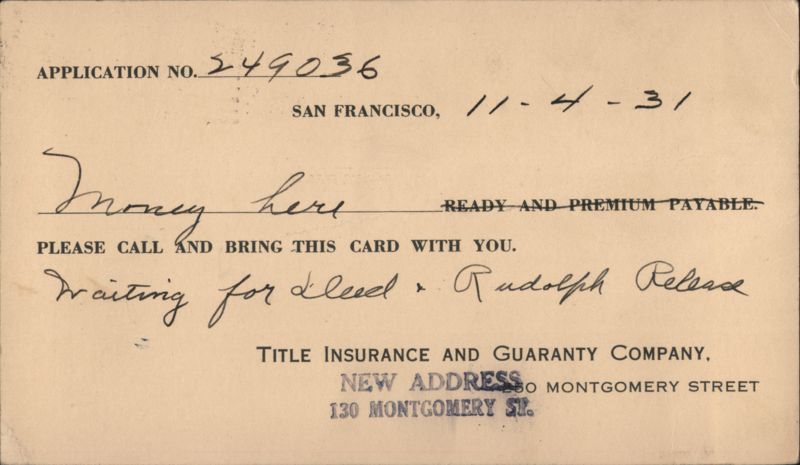 APPLICATION NO. 249036
SAN FRANCISCO, 11-4-31
Money here READY AND PREMIUM PAYABLE.
PLEASE CALL AND BRING THIS CARD WITH YOU.
Waiting for Deed & Rudolph Release
TITLE INSURANCE AND GUARANTY COMPANY,
NEW ADDRESS MONTGOMERY STREET
130 MONTGOMERY ST.